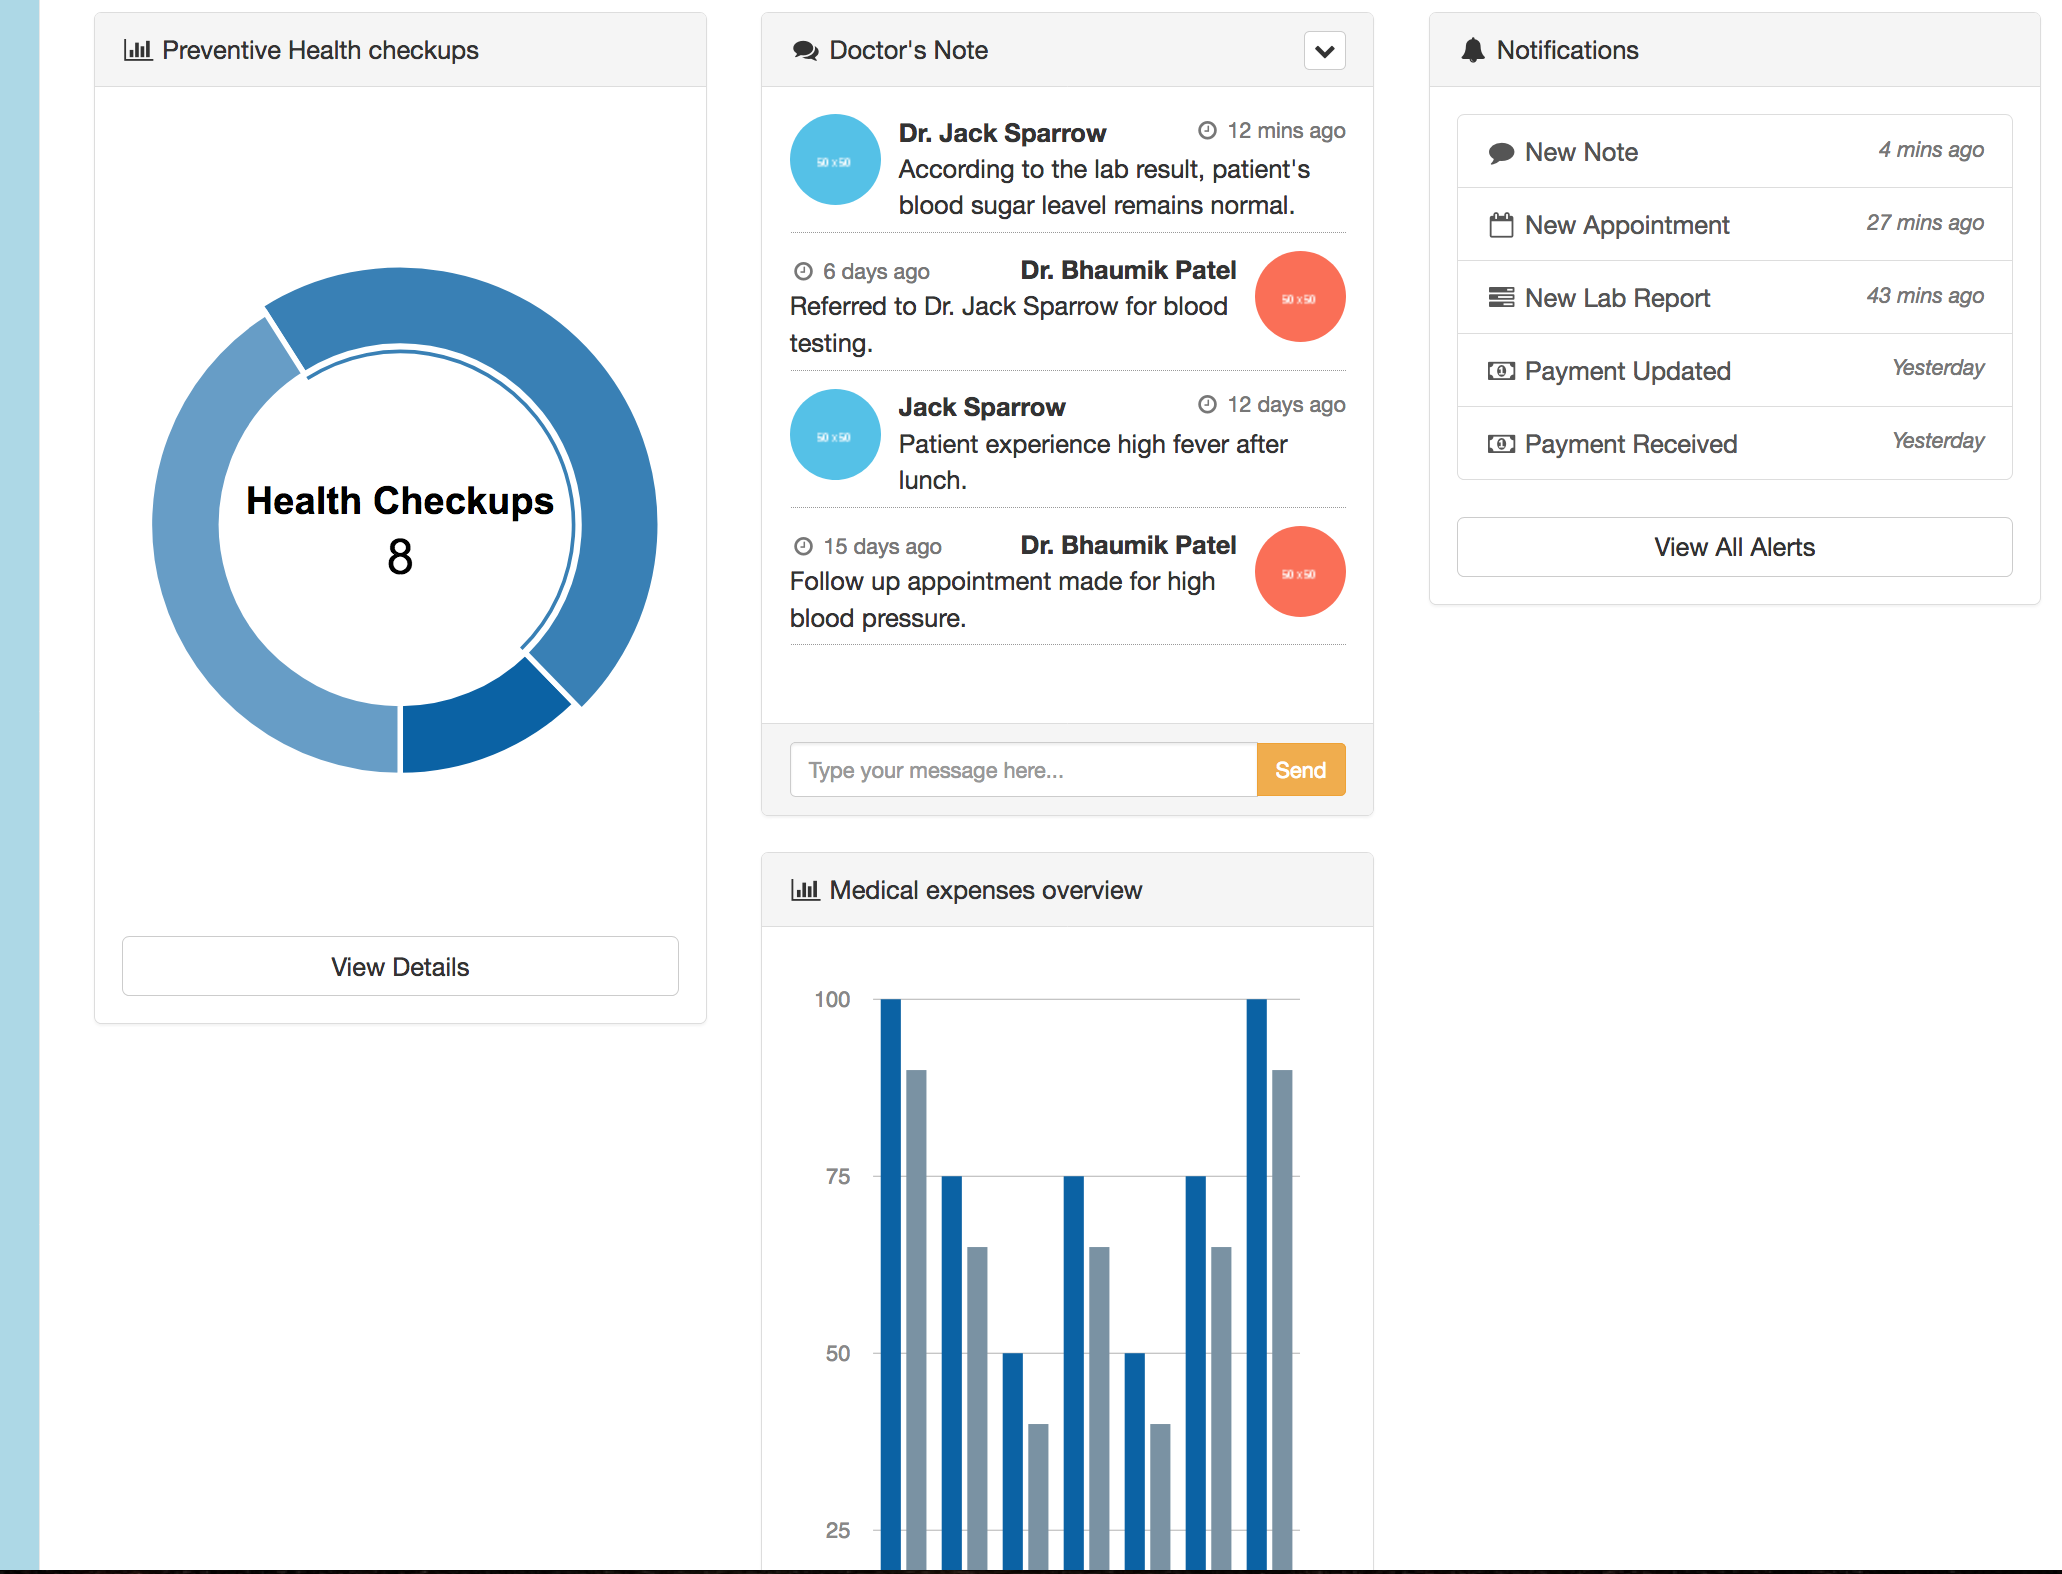 Preventive Health checkups
Health Checkups
8
View Details
Doctor's Note
50 x 50
Dr. Jack Sparrow
12 mins ago
According to the lab result, patient's
blood sugar leavel remains normal.
6 days ago
Dr. Bhaumik Patel
50 x 50
Referred to Dr. Jack Sparrow for blood
testing.
50 x 50
Jack Sparrow
12 days ago
Patient experience high fever after
lunch.
15 days ago
Dr. Bhaumik Patel
50 x 50
Follow up appointment made for high
blood pressure.
Type your message here...
Send
Medical expenses overview
100
75
50
25
Notifications
New Note
4 mins ago
New Appointment
27 mins ago
New Lab Report
43 mins ago
Payment Updated
Yesterday
Payment Received
Yesterday
View All Alerts